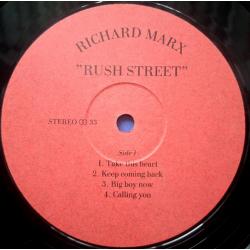 RICHARD MARX
"RUSH STREET"
STEREO 33
Side 1
1. Take this heart
2. Keep coming back
3. Big boy now
4. Calling you